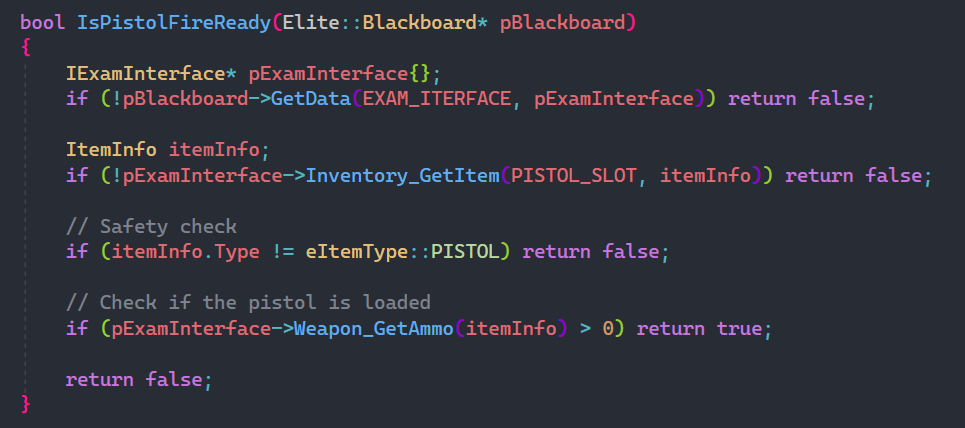 bool IsPistolFireReady(Elite::Blackboard* pBlackboard)
{
IExamInterface* pExamInterface{};
if (!pBlackboard->GetData(EXAM_ITERFACE, pExamInterface)) return false;
ItemInfo itemInfo;
if (!pExamInterface->Inventory_GetItem(PISTOL_SLOT, itemInfo)) return false;
// Safety check
if (itemInfo.Type != eItemType::PISTOL) return false;
// Check if the pistol is loaded
if (pExamInterface->Weapon_GetAmmo(itemInfo) > 0) return true;
return false;
}